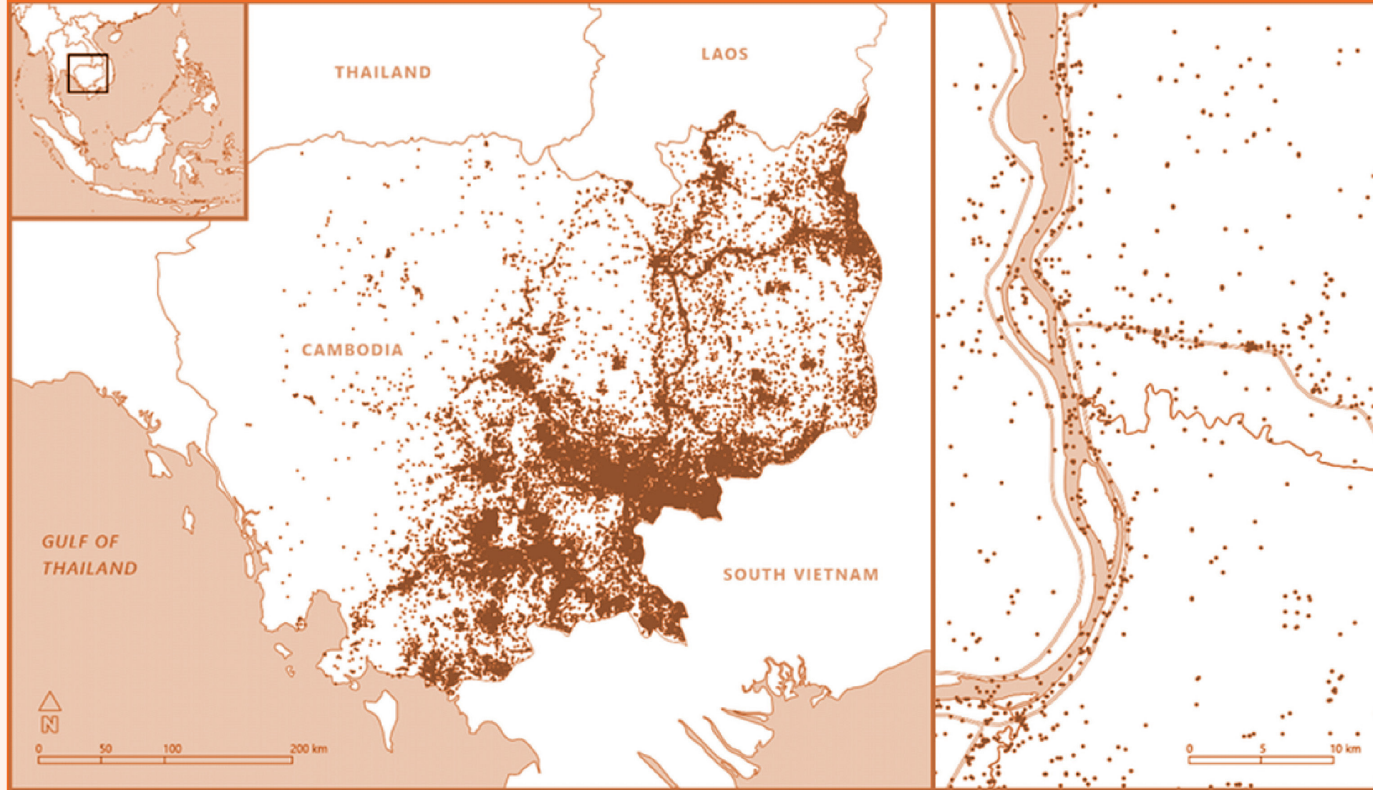 THAILAND
LAOS
CAMBODIA
GULF OF
THAILAND
SOUTH VIETNAM
N
0 50 100 200 km
0 5 10 km